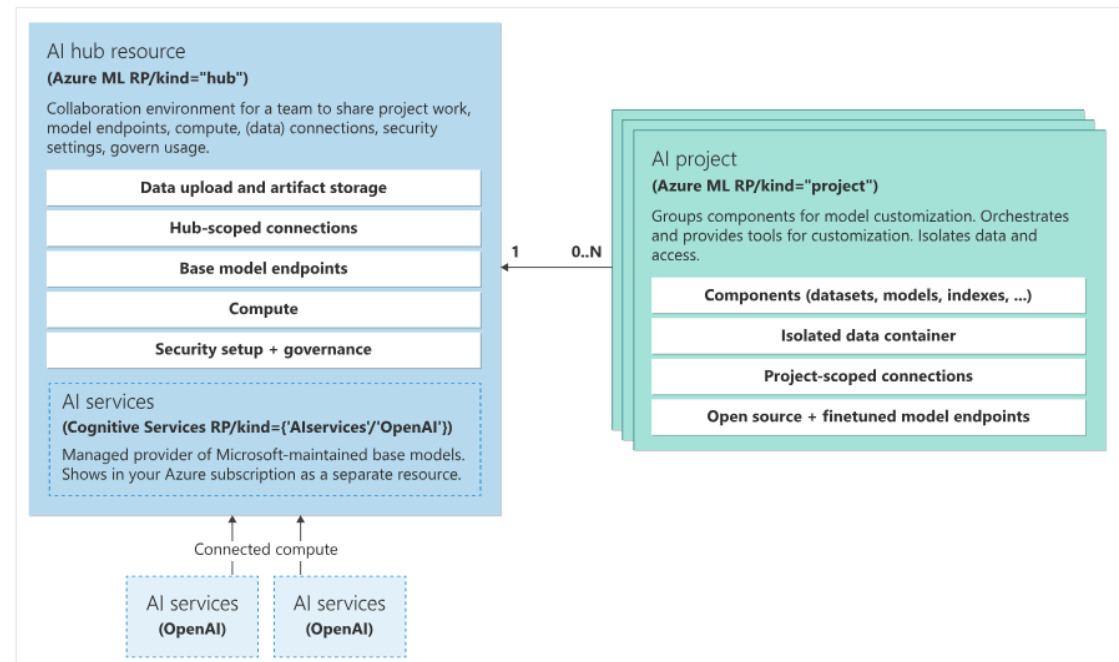 AI hub resource
(Azure ML RP/kind="hub")
Collaboration environment for a team to share project work,
model endpoints, compute, (data) connections, security
settings, govern usage.
Data upload and artifact storage
Hub-scoped connections
Base model endpoints
Compute
Security setup + governance
AI services
(Cognitive Services RP/kind={'AIservices'/'OpenAI'})
Managed provider of Microsoft-maintained base models.
Shows in your Azure subscription as a separate resource.
1
0..N
AI project
(Azure ML RP/kind="project")
Groups components for model customization. Orchestrates
and provides tools for customization. Isolates data and
access.
Components (datasets, models, indexes, ...)
Isolated data container
Project-scoped connections
Open source + finetuned model endpoints
Connected compute
AI services
(OpenAI)
AI services
(OpenAI)